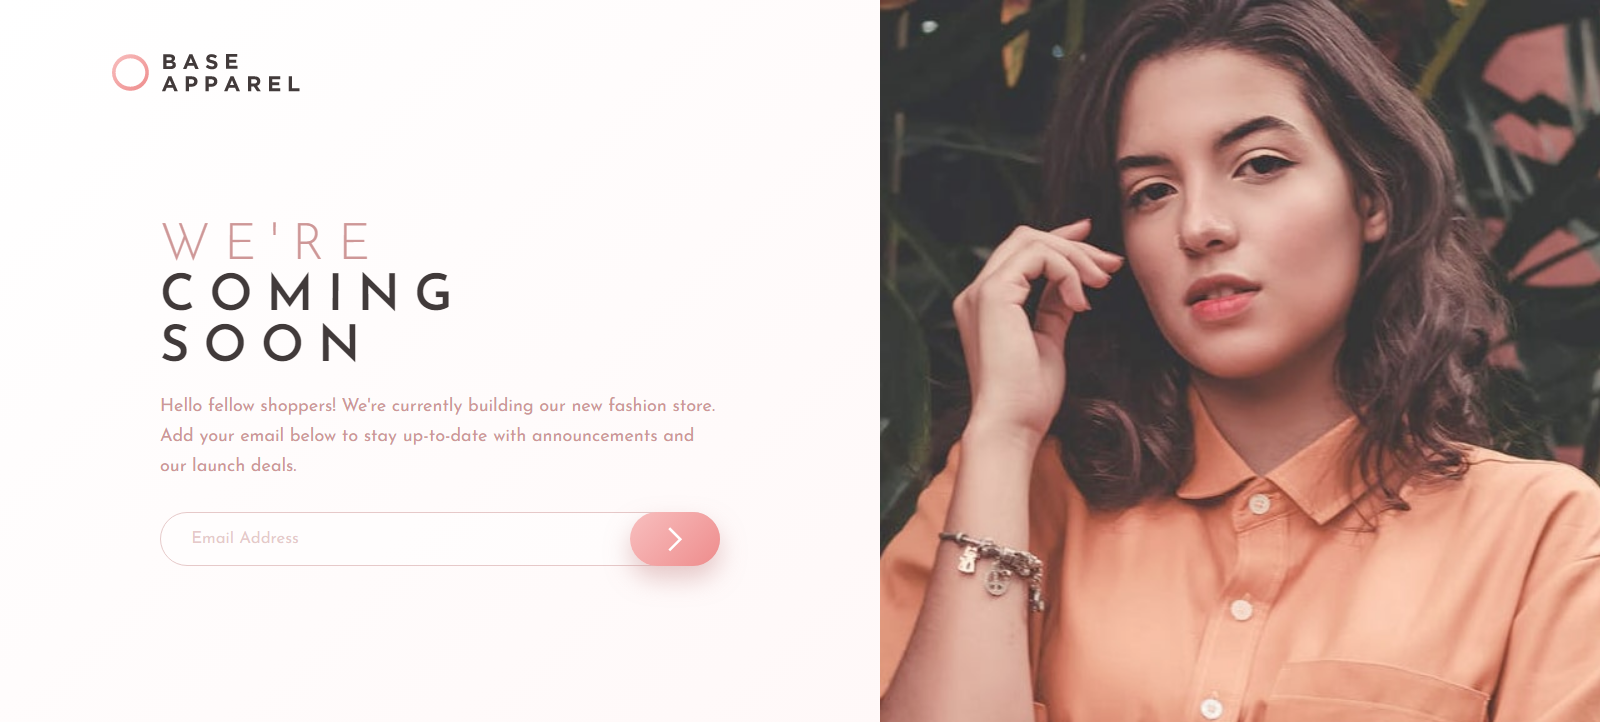 BASE
APPAREL
WE'RE
COMING
SOON
Hello fellow shoppers! We're currently building our new fashion store.
Add your email below to stay up-to-date with announcements and
our launch deals.
Email Address